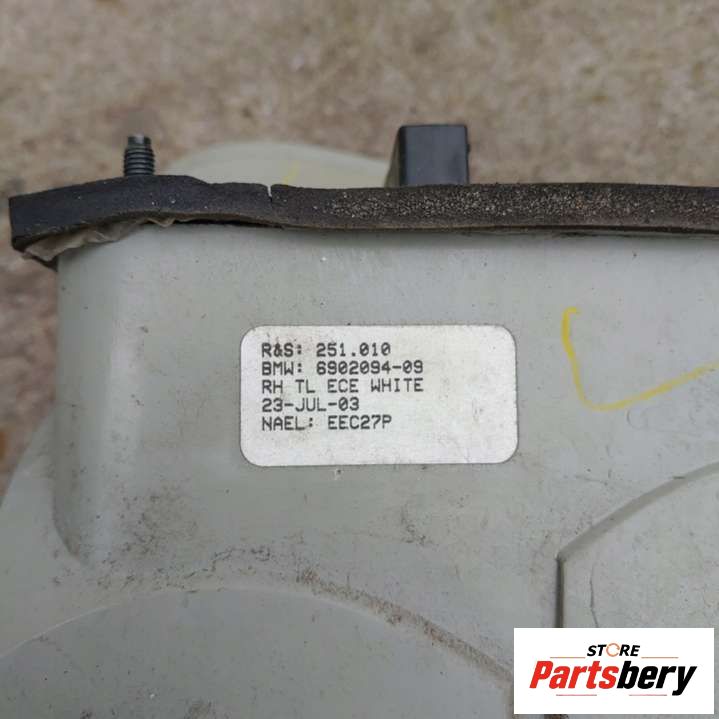 R&S: 251.010
BMW: 6902094-09
RH TL ECE WHITE
23-JUL-03
NAEL: EEC27P
STORE
Partsbery